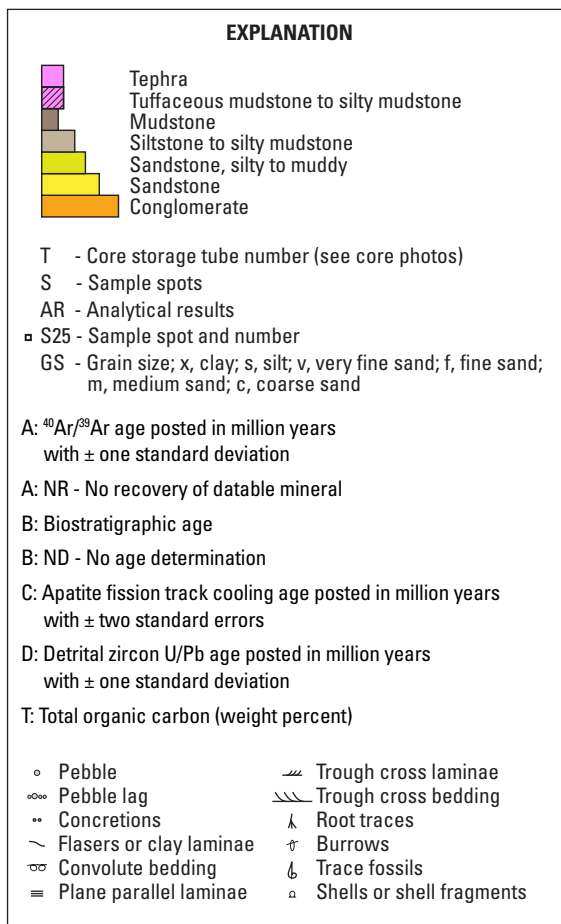 EXPLANATION
Tephra
Tuffaceous mudstone to silty mudstone
Mudstone
Siltstone to silty mudstone
Sandstone, silty to muddy
Sandstone
Conglomerate
T - Core storage tube number (see core photos)
S - Sample spots
AR - Analytical results
S25 - Sample spot and number
GS - Grain size; x, clay; s, silt; v, very fine sand; f, fine sand;
m, medium sand; c, coarse sand
A: ⁴⁰Ar/³⁹Ar age posted in million years
with ± one standard deviation
A: NR - No recovery of datable mineral
B: Biostratigraphic age
B: ND - No age determination
C: Apatite fission track cooling age posted in million years
with ± two standard errors
D: Detrital zircon U/Pb age posted in million years
with ± one standard deviation
T: Total organic carbon (weight percent)
Pebble
Pebble lag
Concretions
Flasers or clay laminae
Convolute bedding
Plane parallel laminae
Trough cross laminae
Trough cross bedding
Root traces
Burrows
Trace fossils
Shells or shell fragments